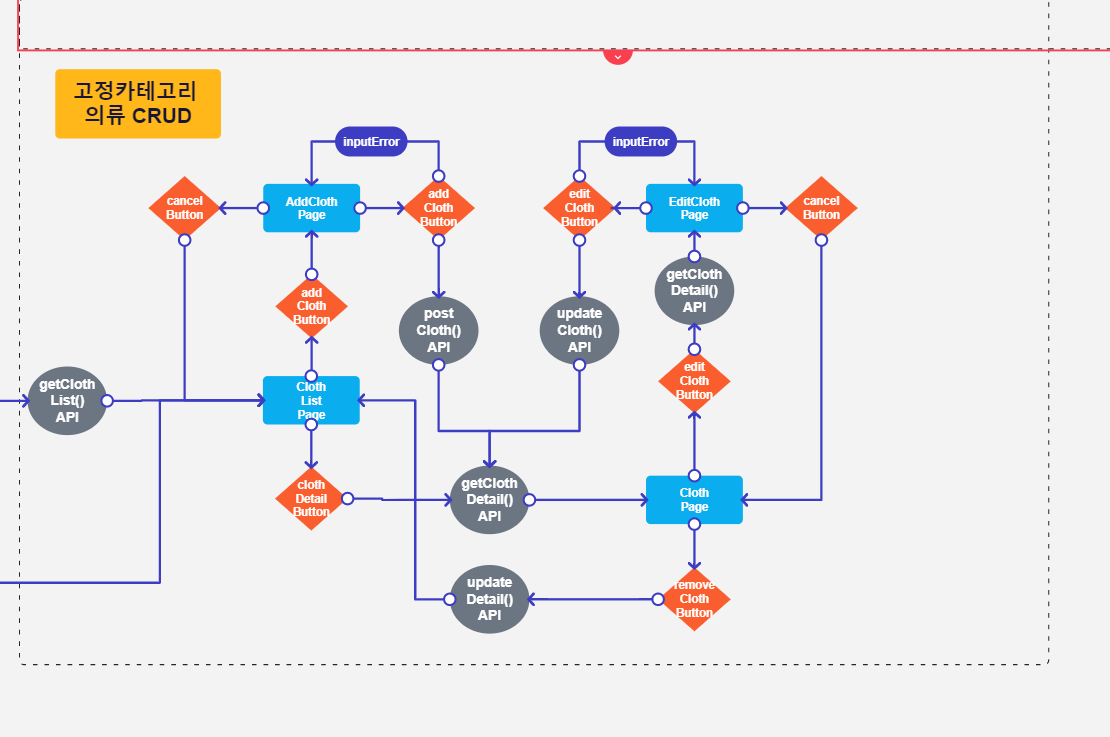 고정카테고리
의류 CRUD
inputError
inputError
cancel
Button
AddCloth
Page
add
Cloth
Button
edit
Cloth
Button
EditCloth
Page
cancel
Button
getCloth
Detail()
API
add
Cloth
Button
post
Cloth()
API
update
Cloth()
API
edit
Cloth
Button
getCloth
List()
API
Cloth
List
Page
cloth
Detail
Button
getCloth
Detail()
API
Cloth
Page
update
Detail()
API
remove
Cloth
Button